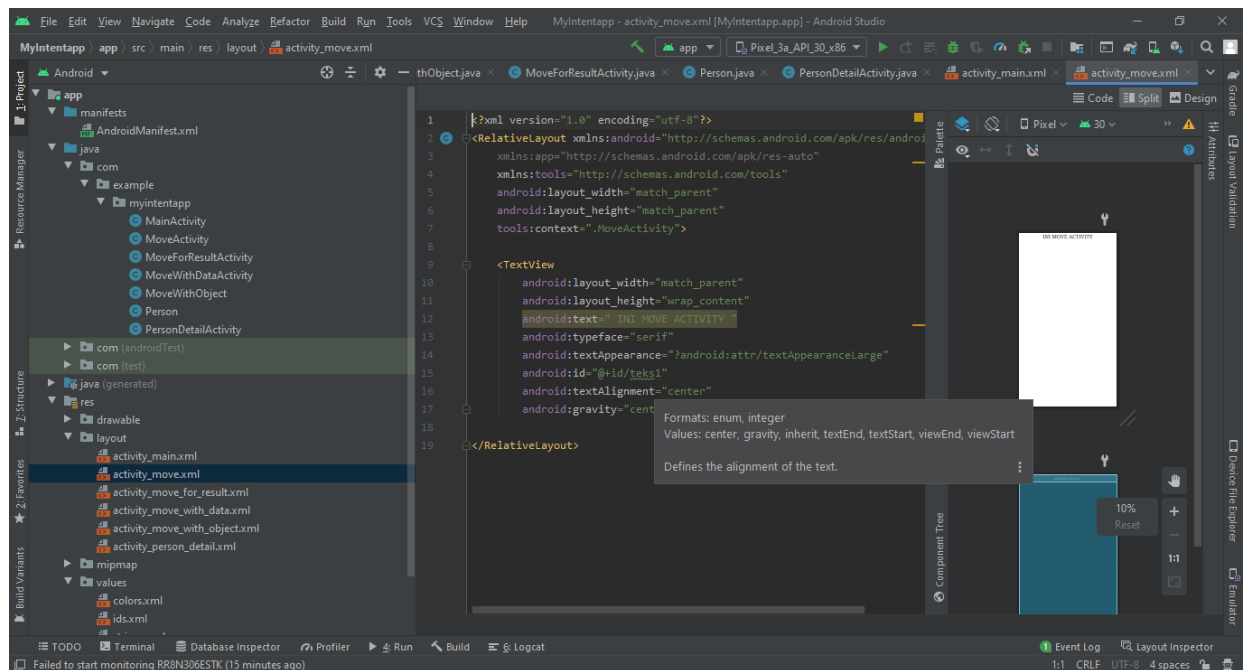 File Edit View Navigate Code Analyze Refactor Build Run Tools VCS Window Help MyIntentapp - activity_move.xml [MyIntentapp.app] - Android Studio
MyIntentapp app src main res layout activity_move.xml app Pixel_3a_API_30_x86
Android thObject.java MoveForResultActivity.java Person.java PersonDetailActivity.java activity_main.xml activity_move.xml
Code Split Design
1: Project
Resource Manager
Z: Structure
2: Favorites
Build Variants
app
manifests
AndroidManifest.xml
java
com
example
myintentapp
MainActivity
MoveActivity
MoveForResultActivity
MoveWithDataActivity
MoveWithObject
Person
PersonDetailActivity
com (androidTest)
com (test)
java (generated)
res
drawable
layout
activity_main.xml
activity_move.xml
activity_move_for_result.xml
activity_move_with_data.xml
activity_move_with_object.xml
activity_person_detail.xml
mipmap
values
colors.xml
ids.xml
1 <?xml version="1.0" encoding="utf-8"?>
2 <RelativeLayout xmlns:android="http://schemas.android.com/apk/res/androi
3 xmlns:app="http://schemas.android.com/apk/res-auto"
4 xmlns:tools="http://schemas.android.com/tools"
5 android:layout_width="match_parent"
6 android:layout_height="match_parent"
7 tools:context=".MoveActivity">
8
9 <TextView
10 android:layout_width="match_parent"
11 android:layout_height="wrap_content"
12 android:text=" INI MOVE ACTIVITY "
13 android:typeface="serif"
14 android:textAppearance="?android:attr/textAppearanceLarge"
15 android:id="@+id/teks1"
16 android:textAlignment="center"
17 android:gravity="cent
18
19 </RelativeLayout>
Formats: enum, integer
Values: center, gravity, inherit, textEnd, textStart, viewEnd, viewStart
Defines the alignment of the text.
Palette
Component Tree
Pixel 30
INI MOVE ACTIVITY
10%
Reset
1:1
Gradle
Attributes
Layout Validation
Device File Explorer
Emulator
TODO Terminal Database Inspector Profiler 4: Run Build 6: Logcat 1 Event Log Layout Inspector
Failed to start monitoring RR8N306ESTK (15 minutes ago) 1:1 CRLF UTF-8 4 spaces